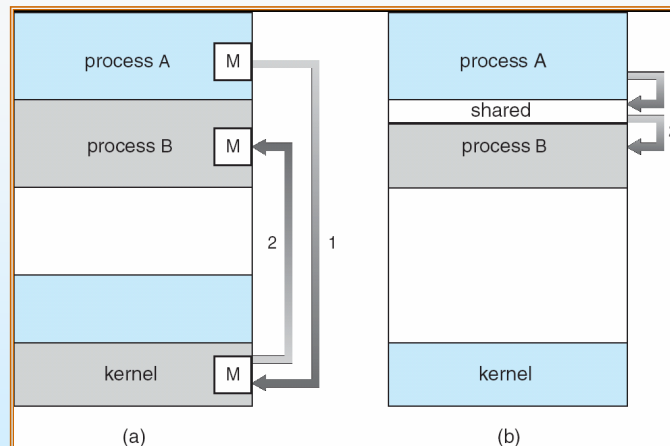 process A
M
process B
M
2
1
kernel
M
(a)
process A
shared
process B
kernel
(b)